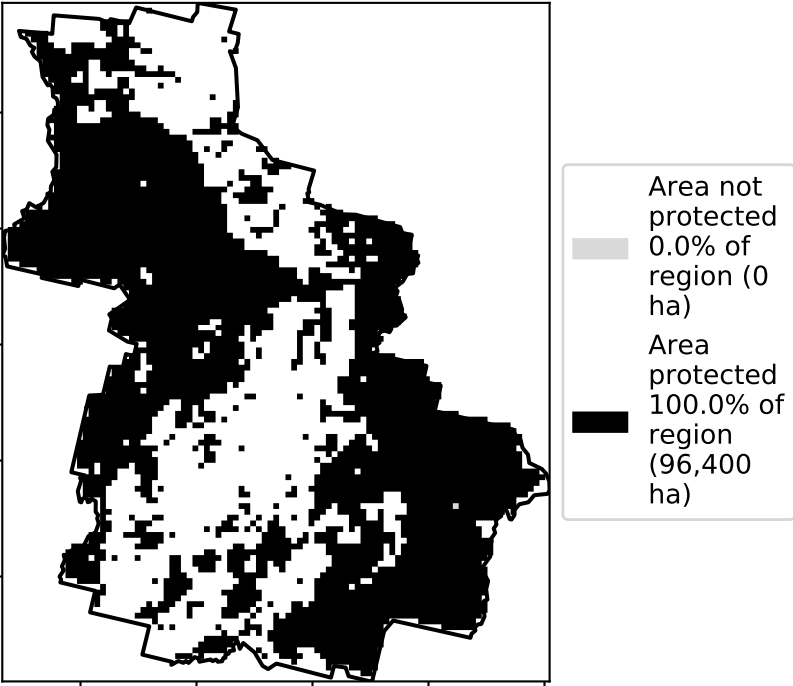 Area not
protected
0.0% of
region (0
ha)
Area
protected
100.0% of
region
(96,400
ha)